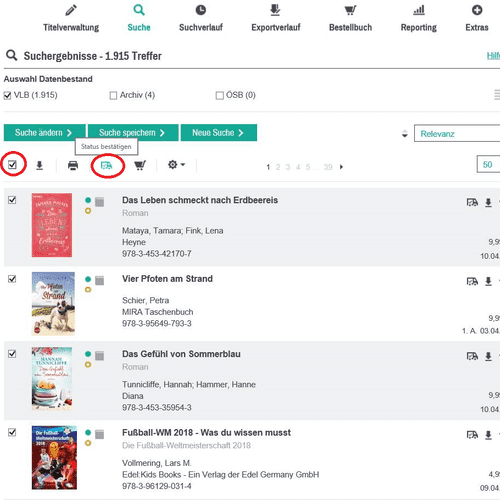 Titelverwaltung Suche Suchverlauf Exportverlauf Bestellbuch Reporting Extras
Suchergebnisse - 1.915 Treffer Hilf
Auswahl Datenbestand
VLB (1.915) Archiv (4) ÖSB (0)
Suche ändern Suche speichern Neue Suche Relevanz
Status bestätigen
1 2 3 4 5 ... 39 50
Das Leben schmeckt nach Erdbeereis
Roman
Mataya, Tamara; Fink, Lena
Heyne 9,9
978-3-453-42170-7 10.04.
Vier Pfoten am Strand
Schier, Petra
MIRA Taschenbuch 9,9
978-3-95649-793-3 1. A. 03.04.
Das Gefühl von Sommerblau
Roman
Tunnicliffe, Hannah; Hammer, Hanne
Diana 9,9
978-3-453-35954-3 10.04.
Fußball-WM 2018 - Was du wissen musst
Die Fußball-Weltmeisterschaft 2018
Vollmering, Lars M.
Edel:Kids Books - Ein Verlag der Edel Germany GmbH 4,9
978-3-96129-031-4 09.04.